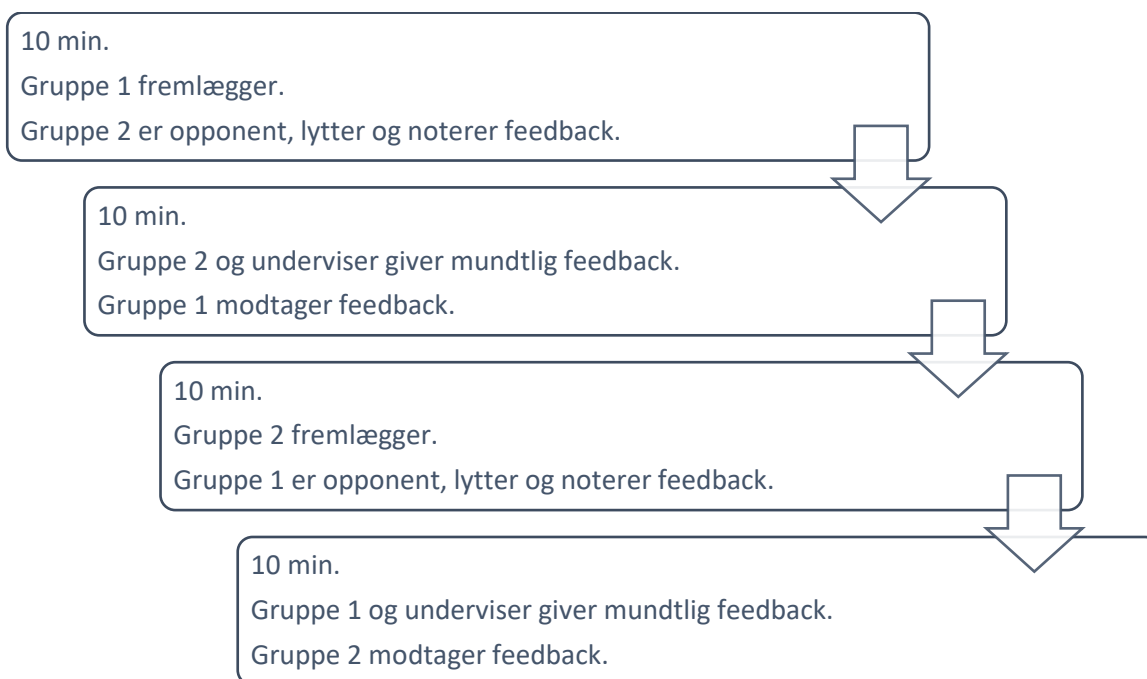 10 min.
Gruppe 1 fremlægger.
Gruppe 2 er opponent, lytter og noterer feedback.
10 min.
Gruppe 2 og underviser giver mundtlig feedback.
Gruppe 1 modtager feedback.
10 min.
Gruppe 2 fremlægger.
Gruppe 1 er opponent, lytter og noterer feedback.
10 min.
Gruppe 1 og underviser giver mundtlig feedback.
Gruppe 2 modtager feedback.